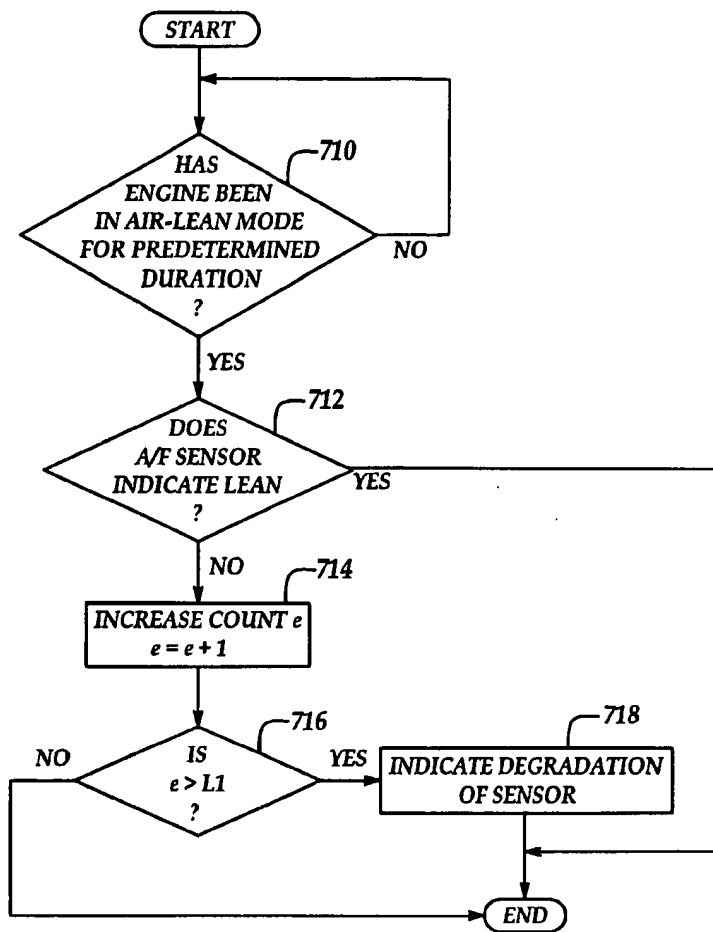 START
710
HAS
ENGINE BEEN
IN AIR-LEAN MODE
FOR PREDETERMINED
DURATION
?
NO
YES
712
DOES
A/F SENSOR
INDICATE LEAN
?
YES
NO
714
INCREASE COUNT e
e = e + 1
716
NO
IS
e > L1
?
YES
718
INDICATE DEGRADATION
OF SENSOR
END